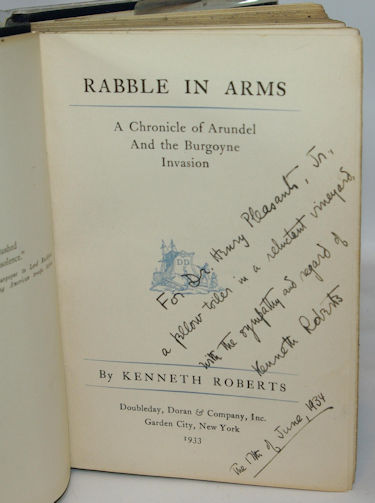 RABBLE IN ARMS
A Chronicle of Arundel
And the Burgoyne
Invasion
DD
For Dr. Henry Pleasants, Jr.,
a fellow toiler in a reluctant vineyard,
with the sympathy and regard of
Kenneth Roberts
By KENNETH ROBERTS
Doubleday, Doran & Company, Inc.
Garden City, New York
1933
The 17th of June, 1934